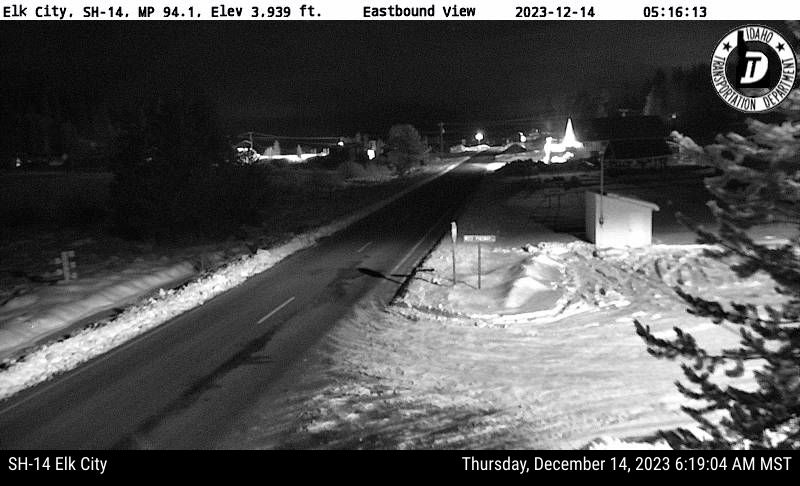 Elk City, SH-14, MP 94.1, Elev 3,939 ft. Eastbound View 2023-12-14 05:16:13
IDAHO
TRANSPORTATION DEPARTMENT
SH-14 Elk City Thursday, December 14, 2023 6:19:04 AM MST